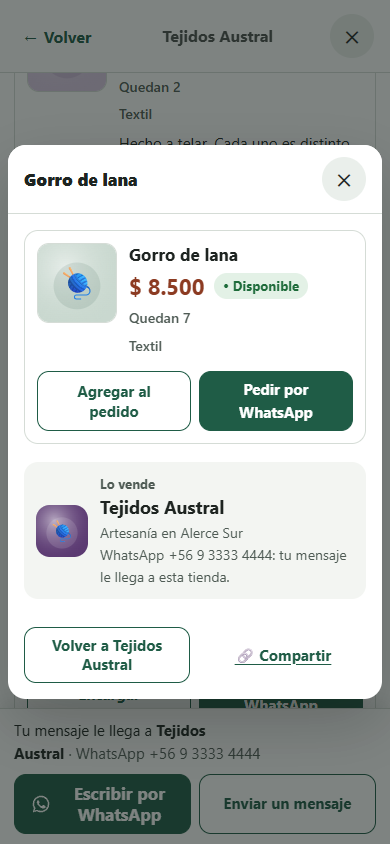 ← Volver
Tejidos Austral
×
Quedan 2
Textil
Hecho a telar. Cada uno es distinto.
Gorro de lana
×
Gorro de lana
$ 8.500
• Disponible
Quedan 7
Textil
Agregar al
pedido
Pedir por
WhatsApp
Lo vende
Tejidos Austral
Artesanía en Alerce Sur
WhatsApp +56 9 3333 4444: tu mensaje
le llega a esta tienda.
Volver a Tejidos
Austral
Compartir
WhatsApp
Tu mensaje le llega a Tejidos
Austral · WhatsApp +56 9 3333 4444
Escribir por
WhatsApp
Enviar un mensaje